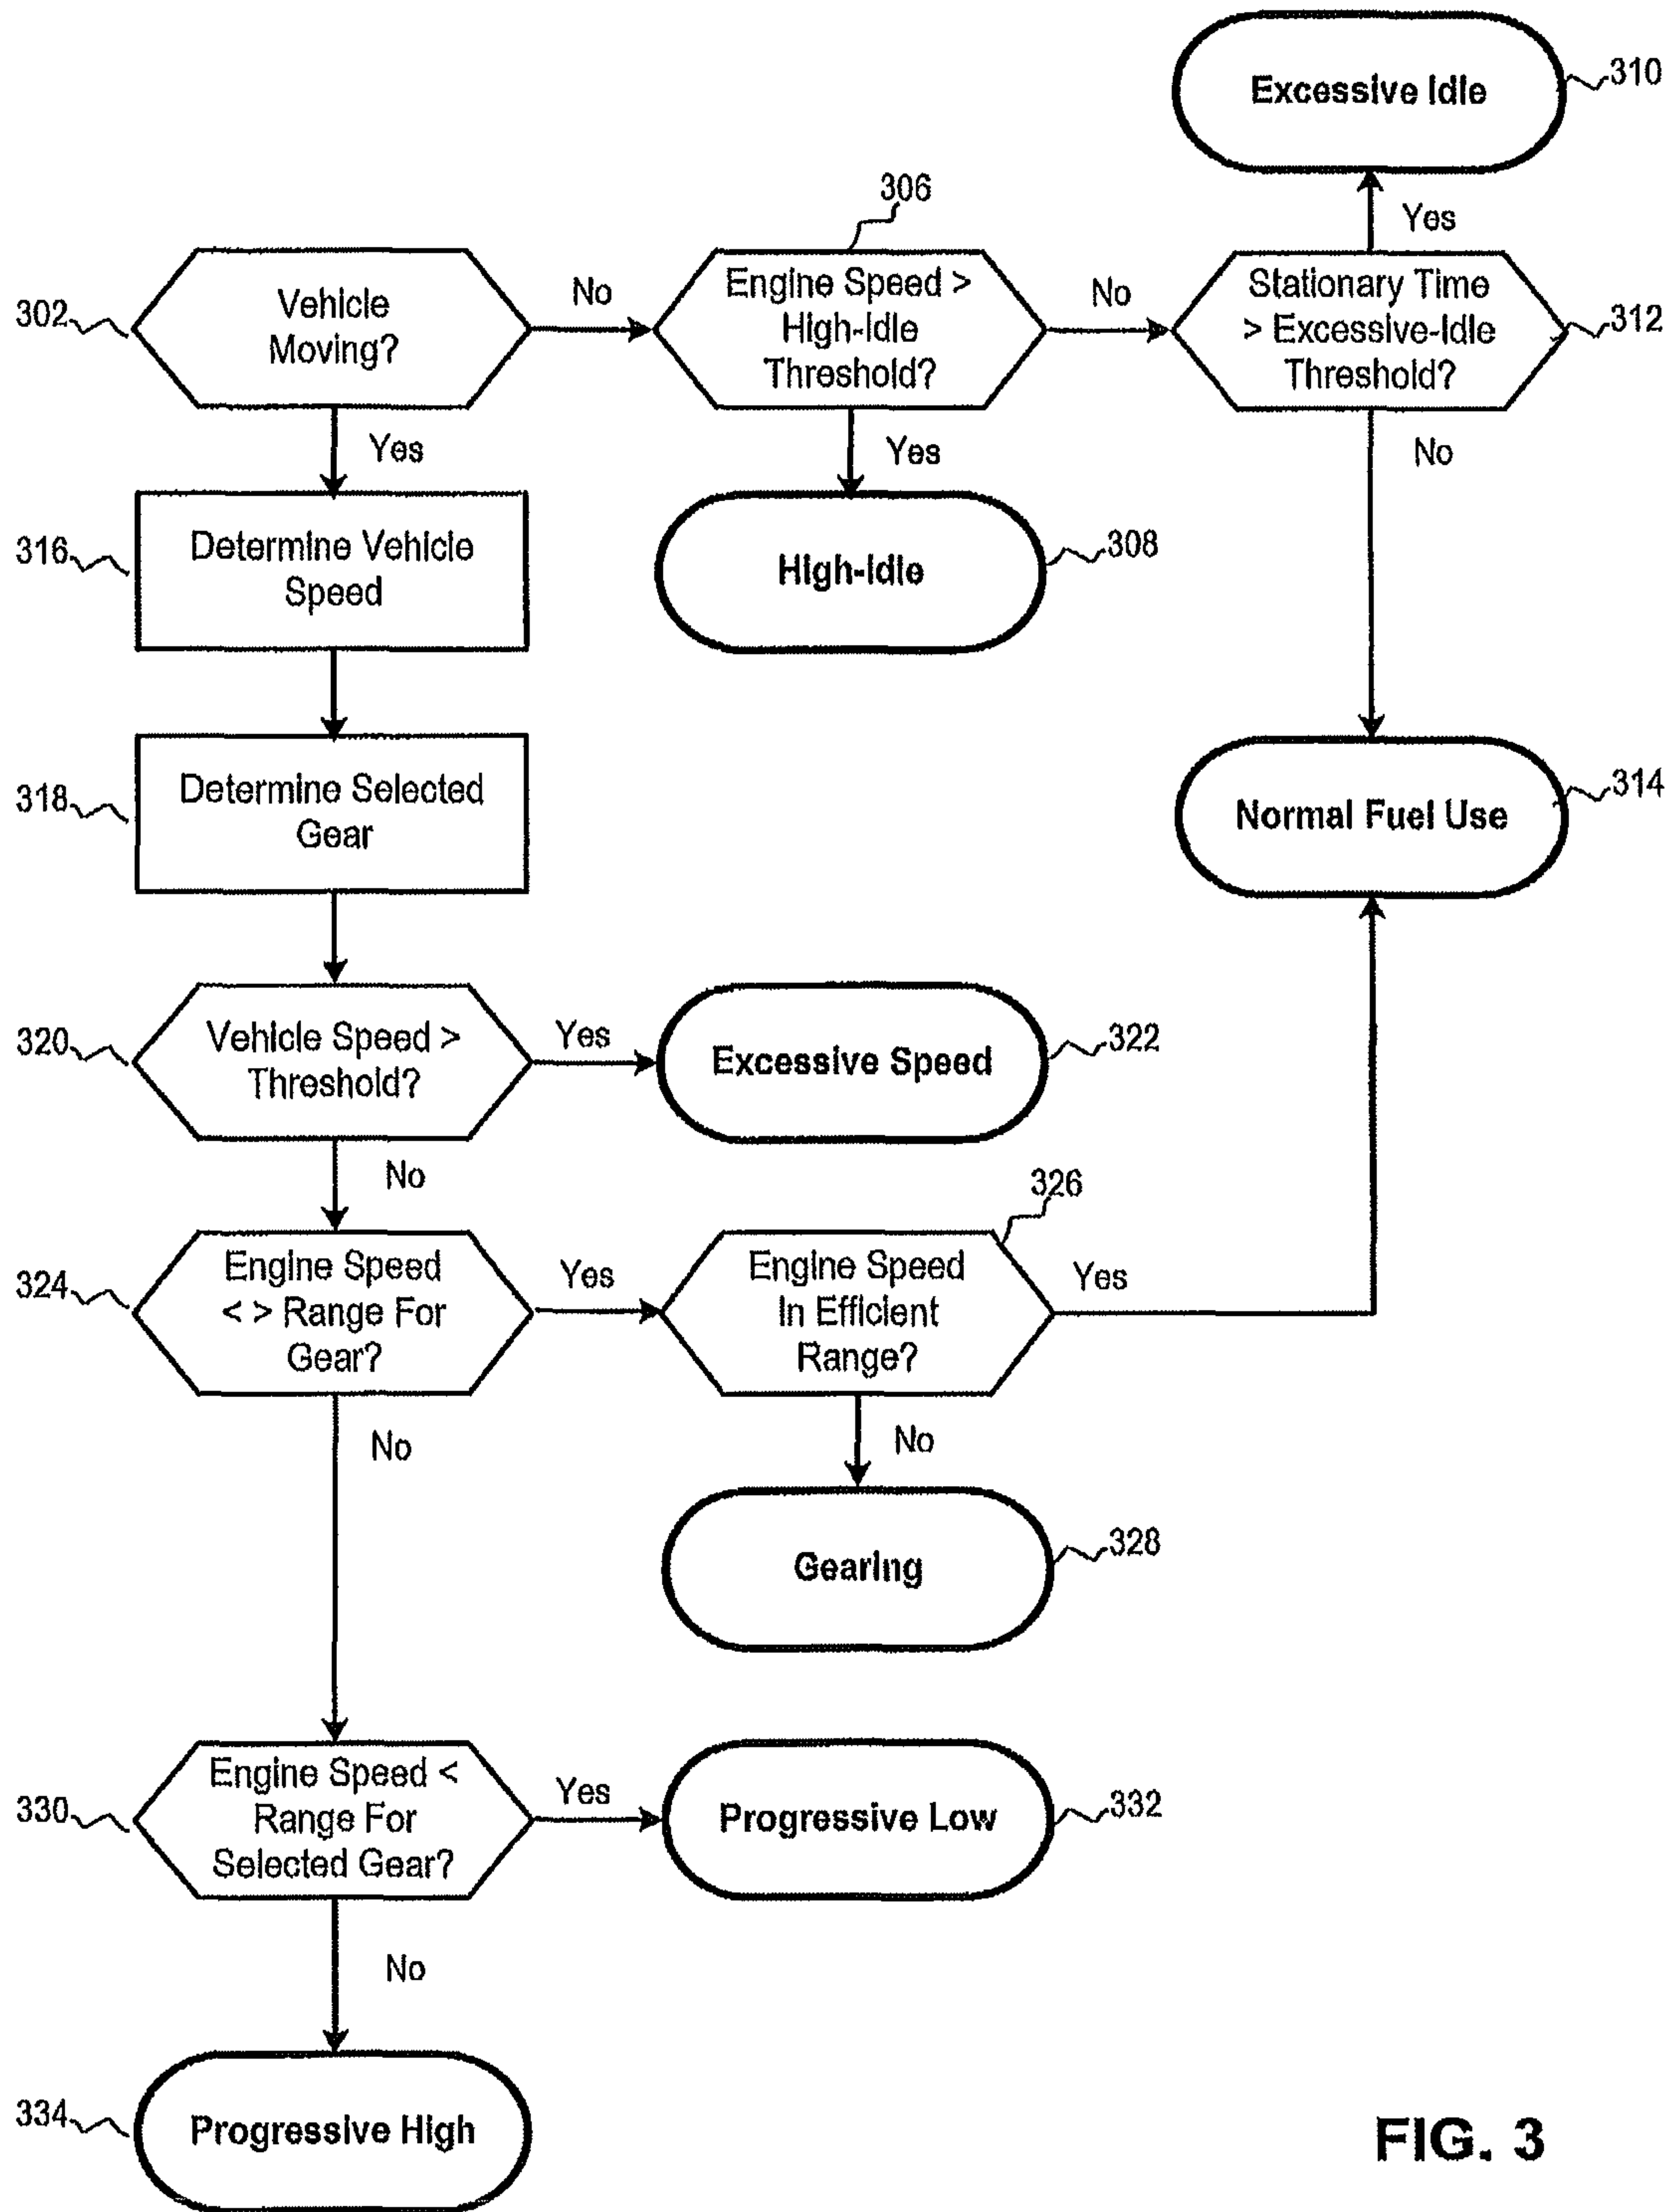 Excessive Idle
310
Yes
306
302
Vehicle
Moving?
No
Engine Speed >
High-Idle
Threshold?
No
Stationary Time
> Excessive-Idle
Threshold?
312
Yes
Yes
No
316
Determine Vehicle
Speed
High-Idle
308
318
Determine Selected
Gear
Normal Fuel Use
314
320
Vehicle Speed >
Threshold?
Yes
Excessive Speed
322
No
326
324
Engine Speed
< > Range For
Gear?
Yes
Engine Speed
In Efficient
Range?
Yes
No
No
Gearing
328
330
Engine Speed <
Range For
Selected Gear?
Yes
Progressive Low
332
No
334
Progressive High
FIG. 3